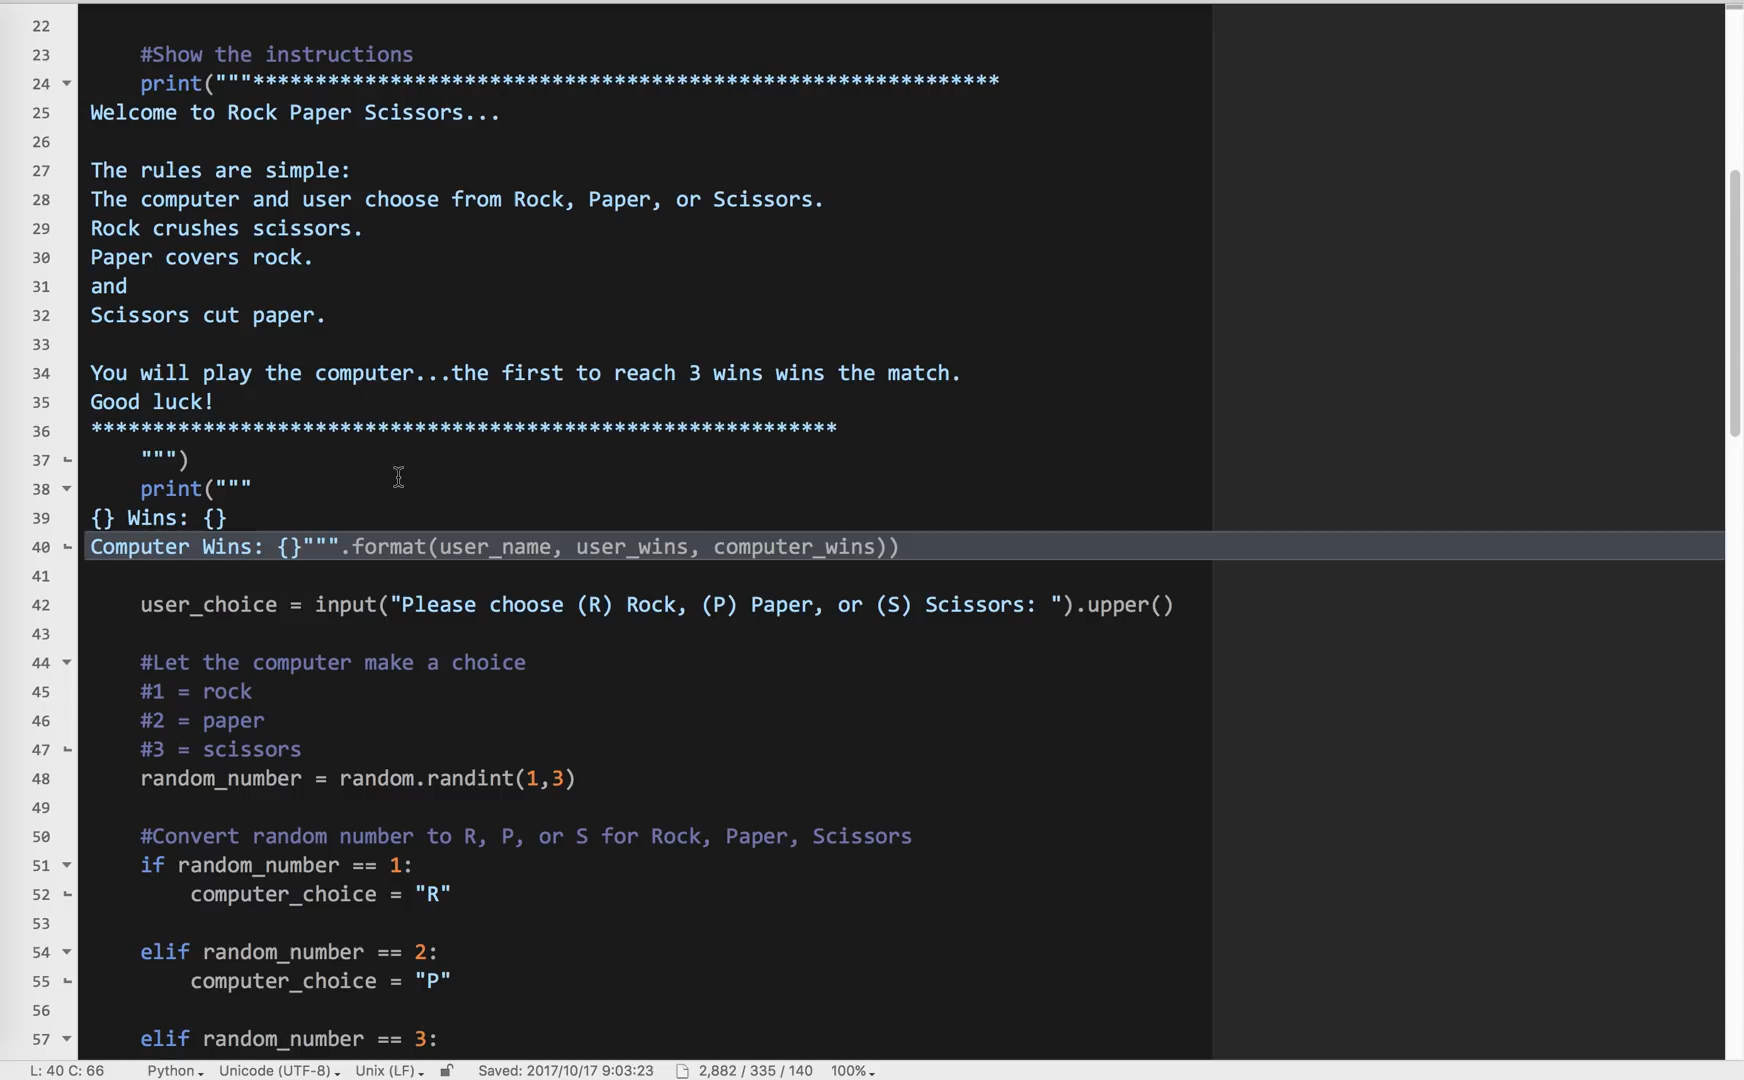 22
23 #Show the instructions
24 print("""************************************************************
25 Welcome to Rock Paper Scissors...
26
27 The rules are simple:
28 The computer and user choose from Rock, Paper, or Scissors.
29 Rock crushes scissors.
30 Paper covers rock.
31 and
32 Scissors cut paper.
33
34 You will play the computer...the first to reach 3 wins wins the match.
35 Good luck!
36 ************************************************************
37 """)
38 print("""
39 {} Wins: {}
40 Computer Wins: {}""".format(user_name, user_wins, computer_wins))
41
42 user_choice = input("Please choose (R) Rock, (P) Paper, or (S) Scissors: ").upper()
43
44 #Let the computer make a choice
45 #1 = rock
46 #2 = paper
47 #3 = scissors
48 random_number = random.randint(1,3)
49
50 #Convert random number to R, P, or S for Rock, Paper, Scissors
51 if random_number == 1:
52 computer_choice = "R"
53
54 elif random_number == 2:
55 computer_choice = "P"
56
57 elif random_number == 3:
L: 40 C: 66 Python Unicode (UTF-8) Unix (LF) Saved: 2017/10/17 9:03:23 2,882 / 335 / 140 100%